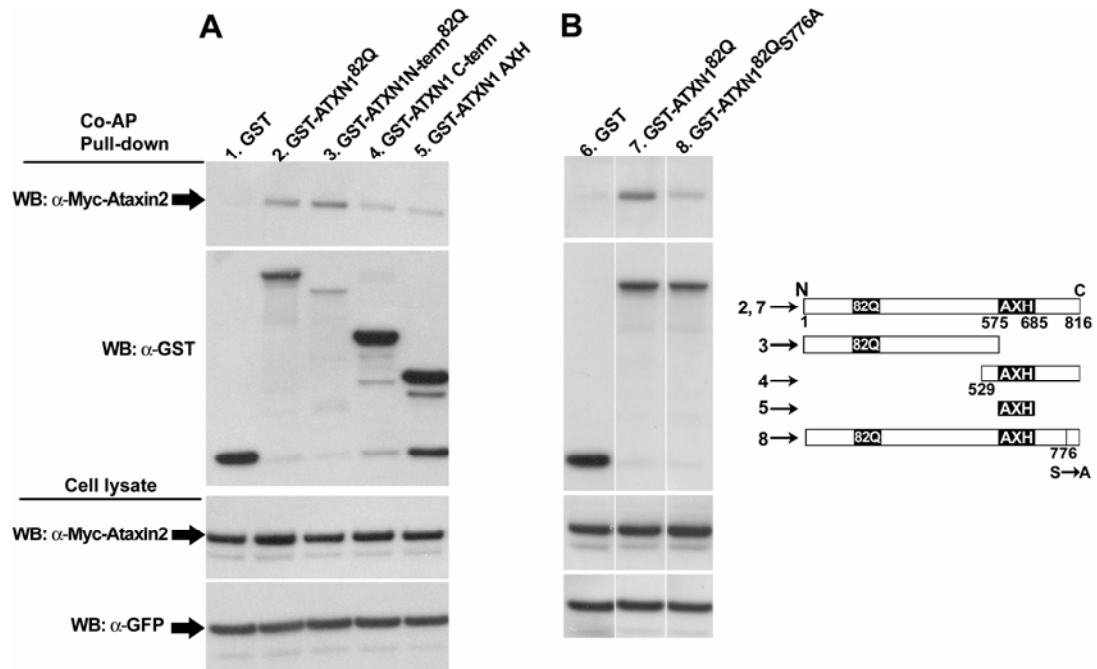 A
B
1. GST
2. GST-ATXN1 82Q
3. GST-ATXN1N-term 82Q
4. GST-ATXN1 C-term
5. GST-ATXN1 AXH
6. GST
7. GST-ATXN1 82Q
8. GST-ATXN1 82Q S776A
Co-AP
Pull-down
WB: α-Myc-Ataxin2
WB: α-GST
Cell lysate
WB: α-Myc-Ataxin2
WB: α-GFP
N
C
2, 7
82Q
AXH
1
575
685
816
3
82Q
4
AXH
529
5
AXH
8
82Q
AXH
776
S→A